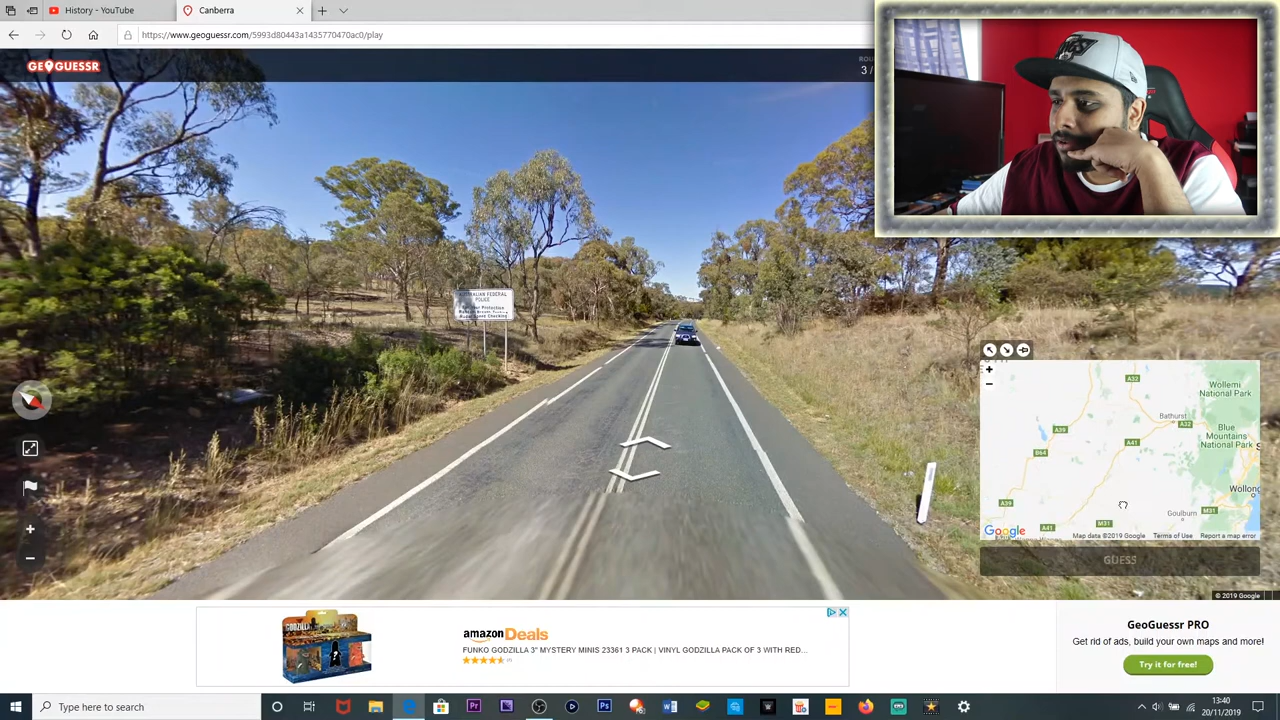 History - YouTube
Canberra
https://www.geoguessr.com/5993d80443a1435770470ac0/play
GEOGUESSR
3 /
AUSTRALIAN FEDERAL
POLICE
A32
Wollemi
National Park
Bathurst
A32
A39
A41
Blue
Mountains
National Park
B64
Wollong
A39
Goulburn
M31
A41
M31
Google
Map data ©2019 Google
Terms of Use
Report a map error
GUESS
© 2019 Google
amazon Deals
FUNKO GODZILLA 3" MYSTERY MINIS 23361 3 PACK | VINYL GODZILLA PACK OF 3 WITH RED...
GeoGuessr PRO
Get rid of ads, build your own maps and more!
Try it for free!
Type here to search
13:40
20/11/2019